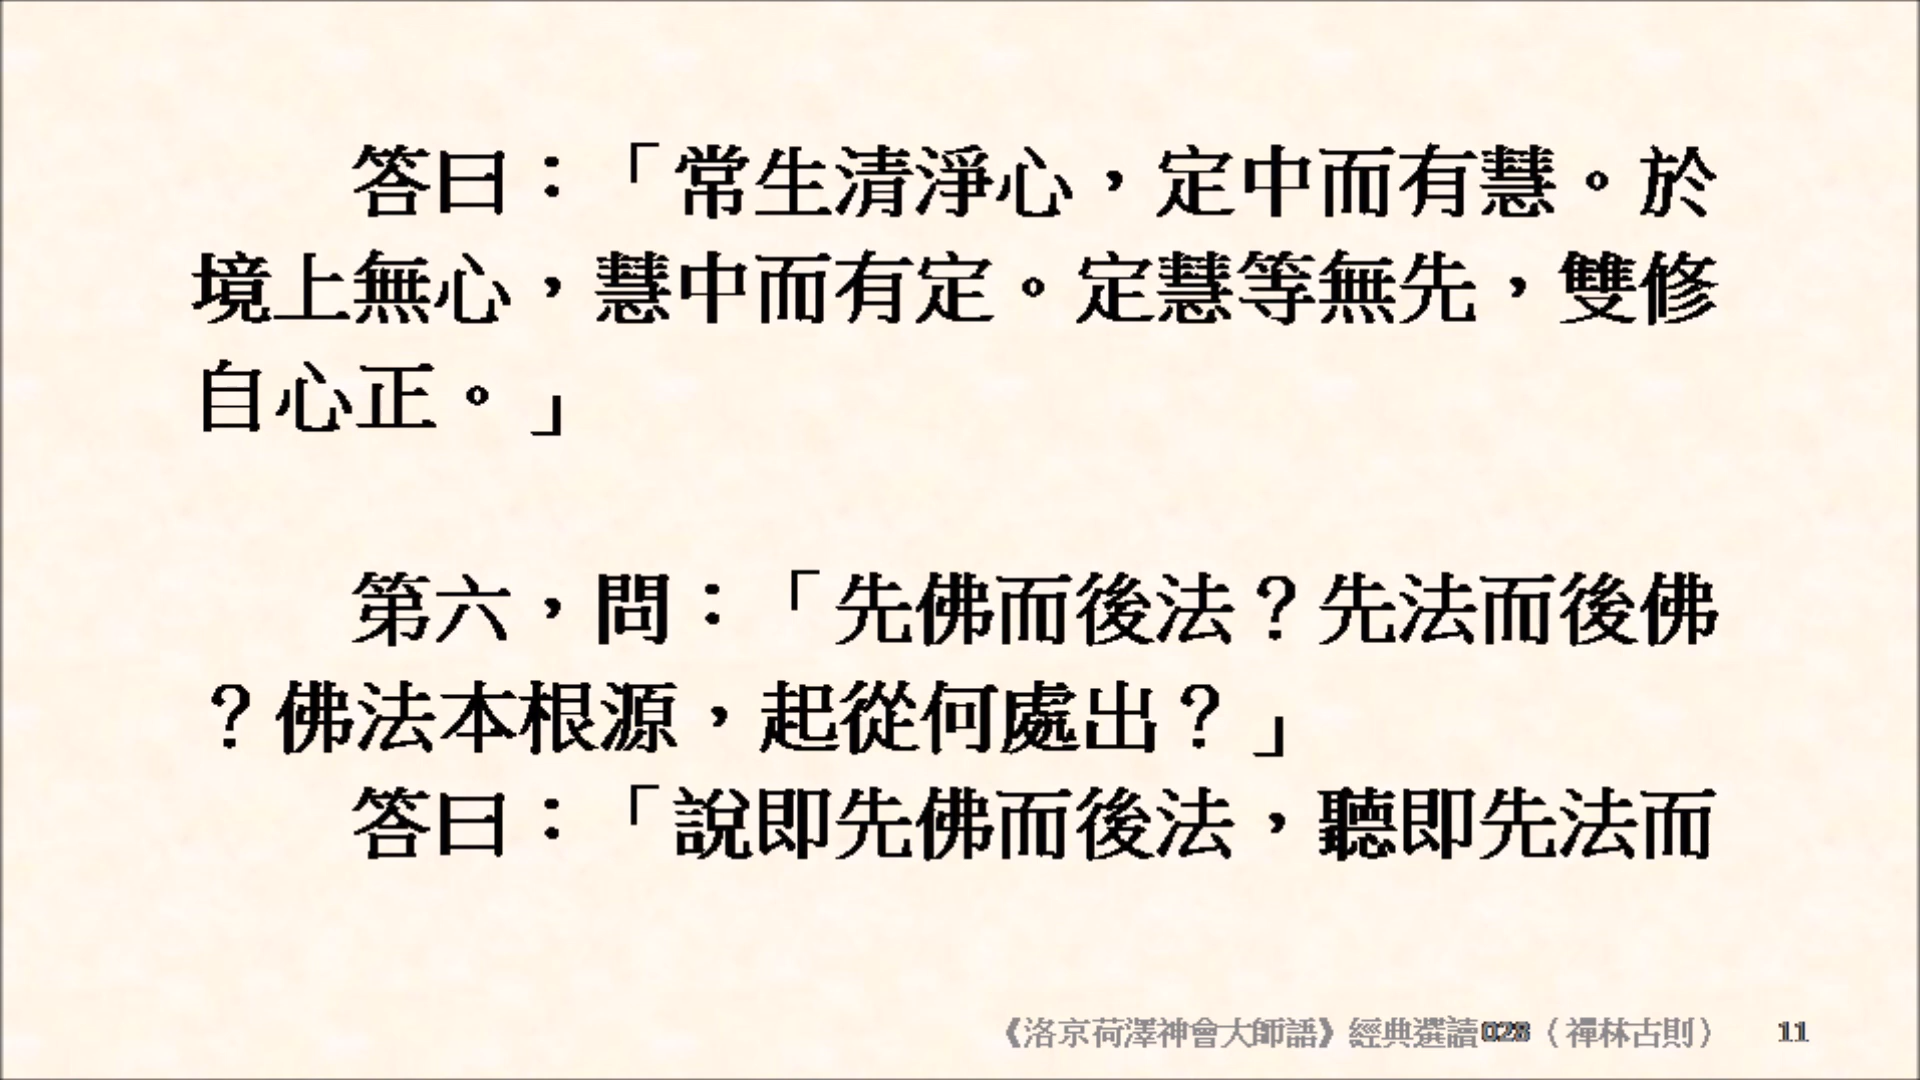 答曰：「常生清淨心，定中而有慧。於
境上無心，慧中而有定。定慧等無先，雙修
自心正。」
第六，問：「先佛而後法？先法而後佛
？佛法本根源，起從何處出？」
答曰：「說即先佛而後法，聽即先法而
《洛京荷澤神會大師語》經典選讀028（禪林古則） 11